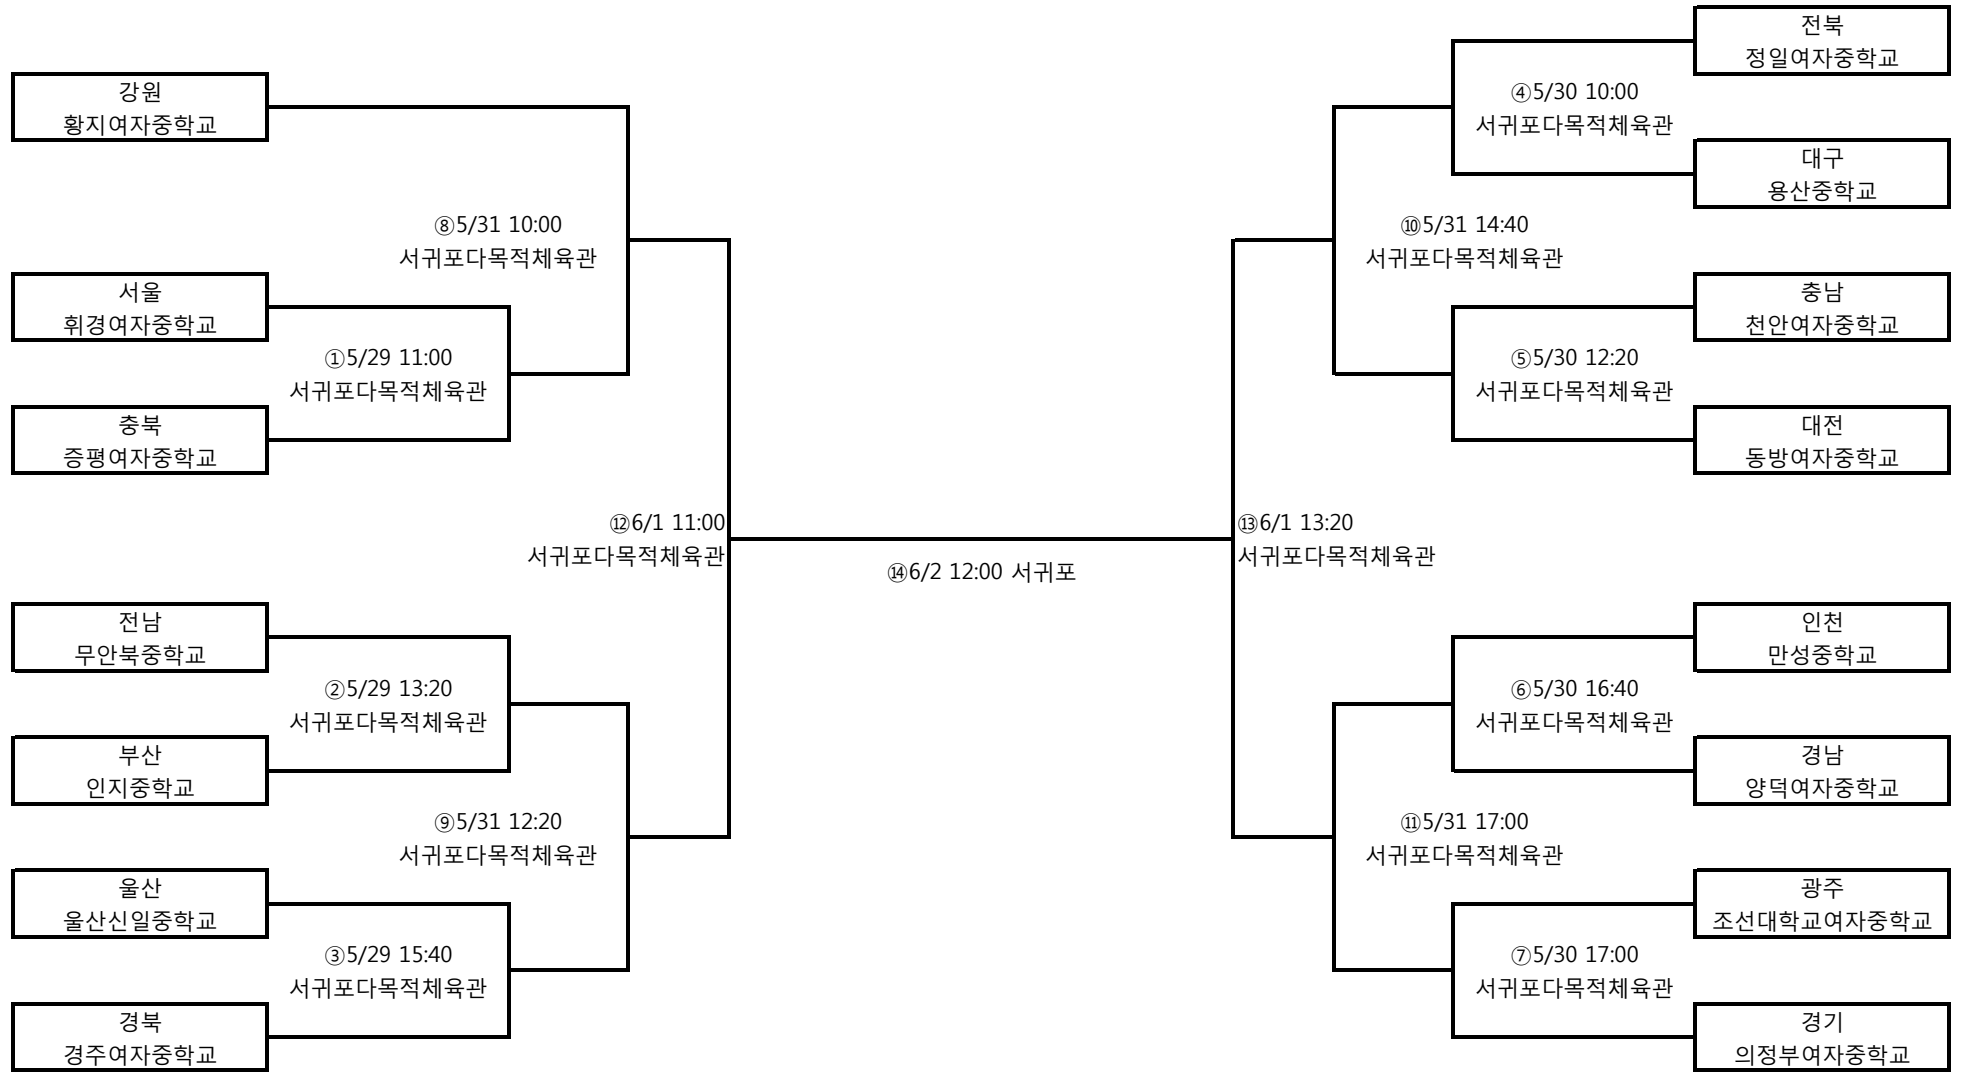 강원
황지여자중학교
⑧5/31 10:00
서귀포다목적체육관
서울
휘경여자중학교
①5/29 11:00
서귀포다목적체육관
충북
증평여자중학교
⑫6/1 11:00
서귀포다목적체육관
전남
무안북중학교
②5/29 13:20
서귀포다목적체육관
부산
인지중학교
⑨5/31 12:20
서귀포다목적체육관
울산
울산신일중학교
③5/29 15:40
서귀포다목적체육관
경북
경주여자중학교
⑭6/2 12:00 서귀포
전북
정일여자중학교
④5/30 10:00
서귀포다목적체육관
대구
용산중학교
⑩5/31 14:40
서귀포다목적체육관
충남
천안여자중학교
⑤5/30 12:20
서귀포다목적체육관
대전
동방여자중학교
⑬6/1 13:20
서귀포다목적체육관
인천
만성중학교
⑥5/30 16:40
서귀포다목적체육관
경남
양덕여자중학교
⑪5/31 17:00
서귀포다목적체육관
광주
조선대학교여자중학교
⑦5/30 17:00
서귀포다목적체육관
경기
의정부여자중학교